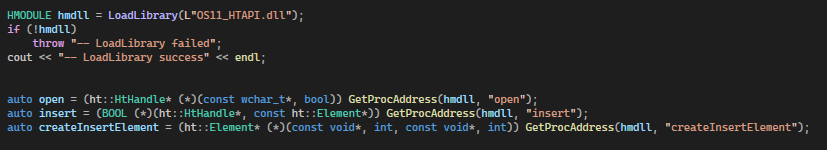 HMODULE hmdll = LoadLibrary(L"OS11_HTAPI.dll");
if (!hmdll)
throw "-- LoadLibrary failed";
cout << "-- LoadLibrary success" << endl;
auto open = (ht::HtHandle* (*)(const wchar_t*, bool)) GetProcAddress(hmdll, "open");
auto insert = (BOOL (*)(ht::HtHandle*, const ht::Element*)) GetProcAddress(hmdll, "insert");
auto createInsertElement = (ht::Element* (*)(const void*, int, const void*, int)) GetProcAddress(hmdll, "createInsertElement");